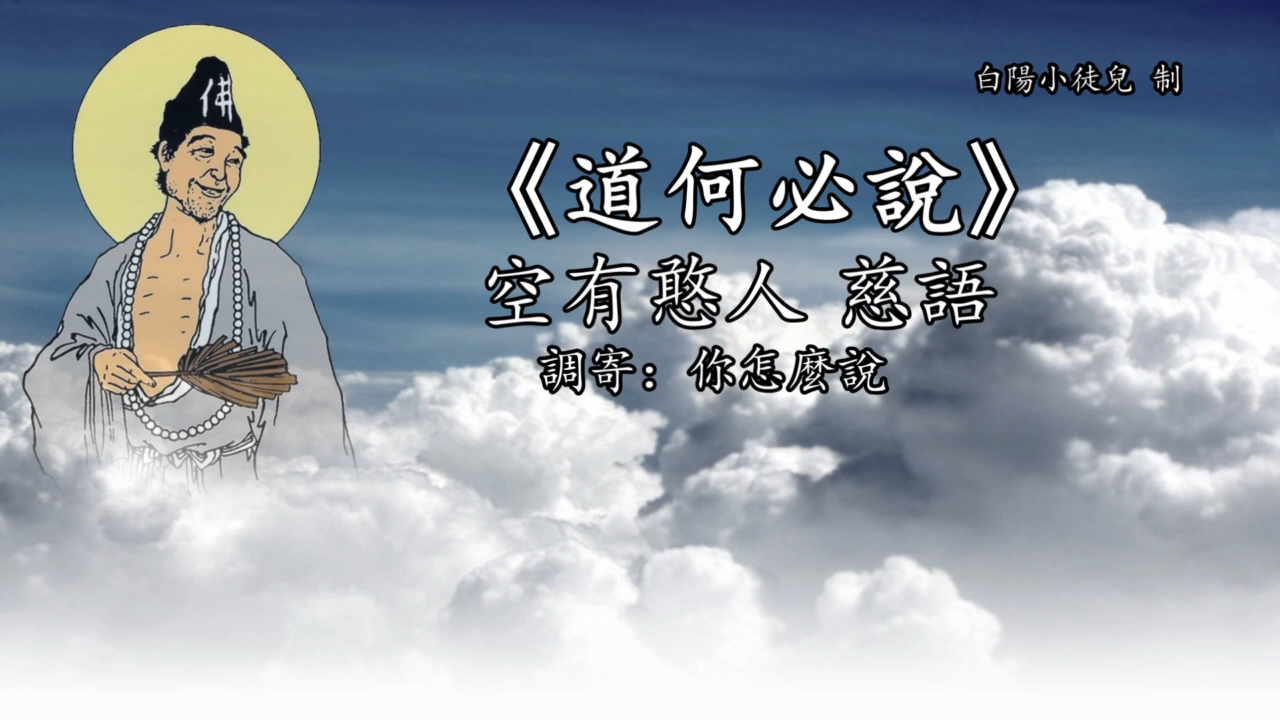 白陽小徒兒 制
《道何必說》
空有憨人 慈語
調寄：你怎麼說
佛